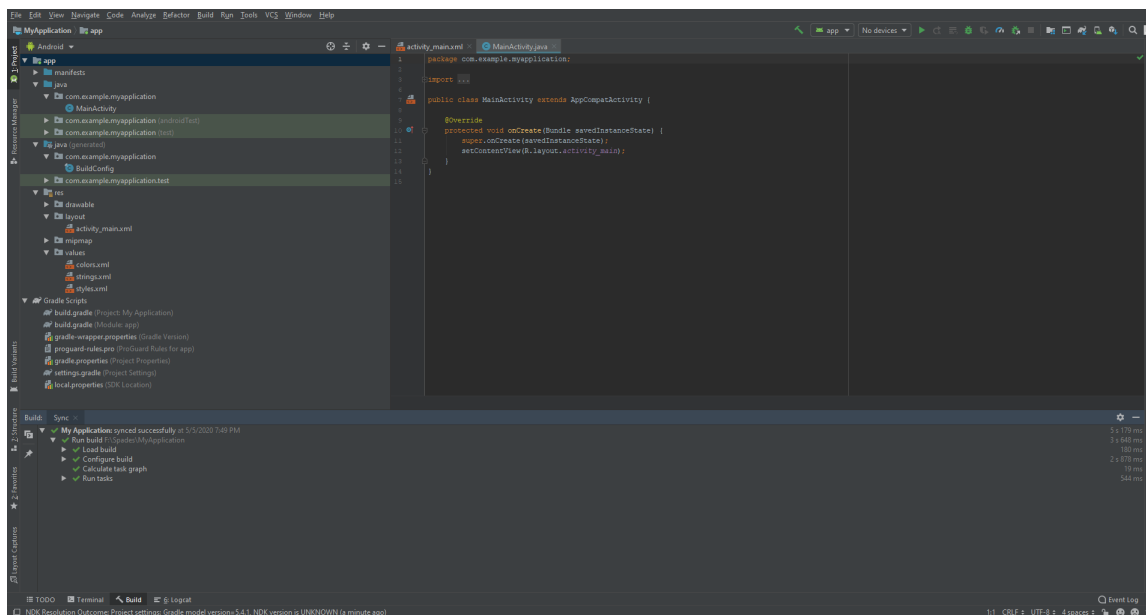 File Edit View Navigate Code Analyze Refactor Build Run Tools VCS Window Help
MyApplication app
app No devices
1: Project
Resource Manager
Build Variants
Z: Structure
2: Favorites
Layout Captures
Android
app
manifests
java
com.example.myapplication
MainActivity
com.example.myapplication (androidTest)
com.example.myapplication (test)
java (generated)
com.example.myapplication
BuildConfig
com.example.myapplication.test
res
drawable
layout
activity_main.xml
mipmap
values
colors.xml
strings.xml
styles.xml
Gradle Scripts
build.gradle (Project: My Application)
build.gradle (Module: app)
gradle-wrapper.properties (Gradle Version)
proguard-rules.pro (ProGuard Rules for app)
gradle.properties (Project Properties)
settings.gradle (Project Settings)
local.properties (SDK Location)
activity_main.xml MainActivity.java
1 package com.example.myapplication;
2
3 import ...
6
7 public class MainActivity extends AppCompatActivity {
8
9 @Override
10 protected void onCreate(Bundle savedInstanceState) {
11 super.onCreate(savedInstanceState);
12 setContentView(R.layout.activity_main);
13 }
14 }
15
Build: Sync
My Application: synced successfully at 5/5/2020 7:49 PM 5 s 179 ms
Run build F:\Spades\MyApplication 3 s 648 ms
Load build 180 ms
Configure build 2 s 878 ms
Calculate task graph 19 ms
Run tasks 544 ms
TODO Terminal Build 6: Logcat Event Log
NDK Resolution Outcome: Project settings: Gradle model version=5.4.1, NDK version is UNKNOWN (a minute ago) 1:1 CRLF UTF-8 4 spaces